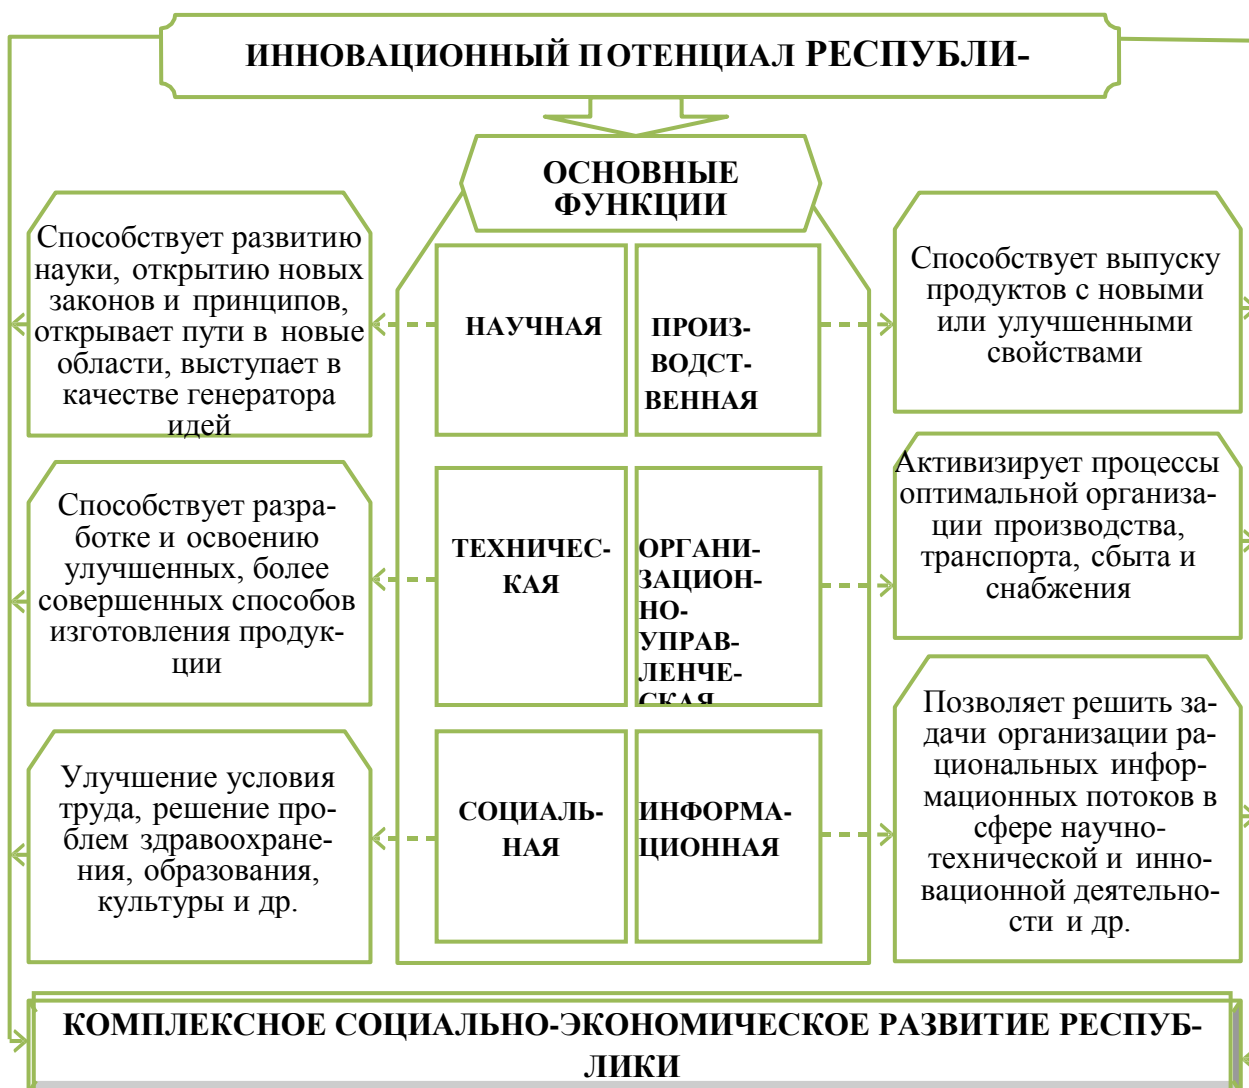 ИННОВАЦИОННЫЙ ПОТЕНЦИАЛ РЕСПУБЛИ-
ОСНОВНЫЕ
ФУНКЦИИ
Способствует развитию
науки, открытию новых
законов и принципов,
открывает пути в новые
области, выступает в
качестве генератора
идей
НАУЧНАЯ
ПРОИЗ-
ВОДСТ-
ВЕННАЯ
Способствует выпуску
продуктов с новыми
или улучшенными
свойствами
Способствует разра-
ботке и освоению
улучшенных, более
совершенных способов
изготовления продук-
ции
ТЕХНИЧЕС-
КАЯ
ОРГАНИ-
ЗАЦИОН-
НО-
УПРАВ-
ЛЕНЧЕ-
СКАЯ
Активизирует процессы
оптимальной организа-
ции производства,
транспорта, сбыта и
снабжения
Улучшение условия
труда, решение про-
блем здравоохране-
ния, образования,
культуры и др.
СОЦИАЛЬ-
НАЯ
ИНФОРМА-
ЦИОННАЯ
Позволяет решить за-
дачи организации ра-
циональных инфор-
мационных потоков в
сфере научно-
технической и инно-
вационной деятельно-
сти и др.
КОМПЛЕКСНОЕ СОЦИАЛЬНО-ЭКОНОМИЧЕСКОЕ РАЗВИТИЕ РЕСПУБ-
ЛИКИ